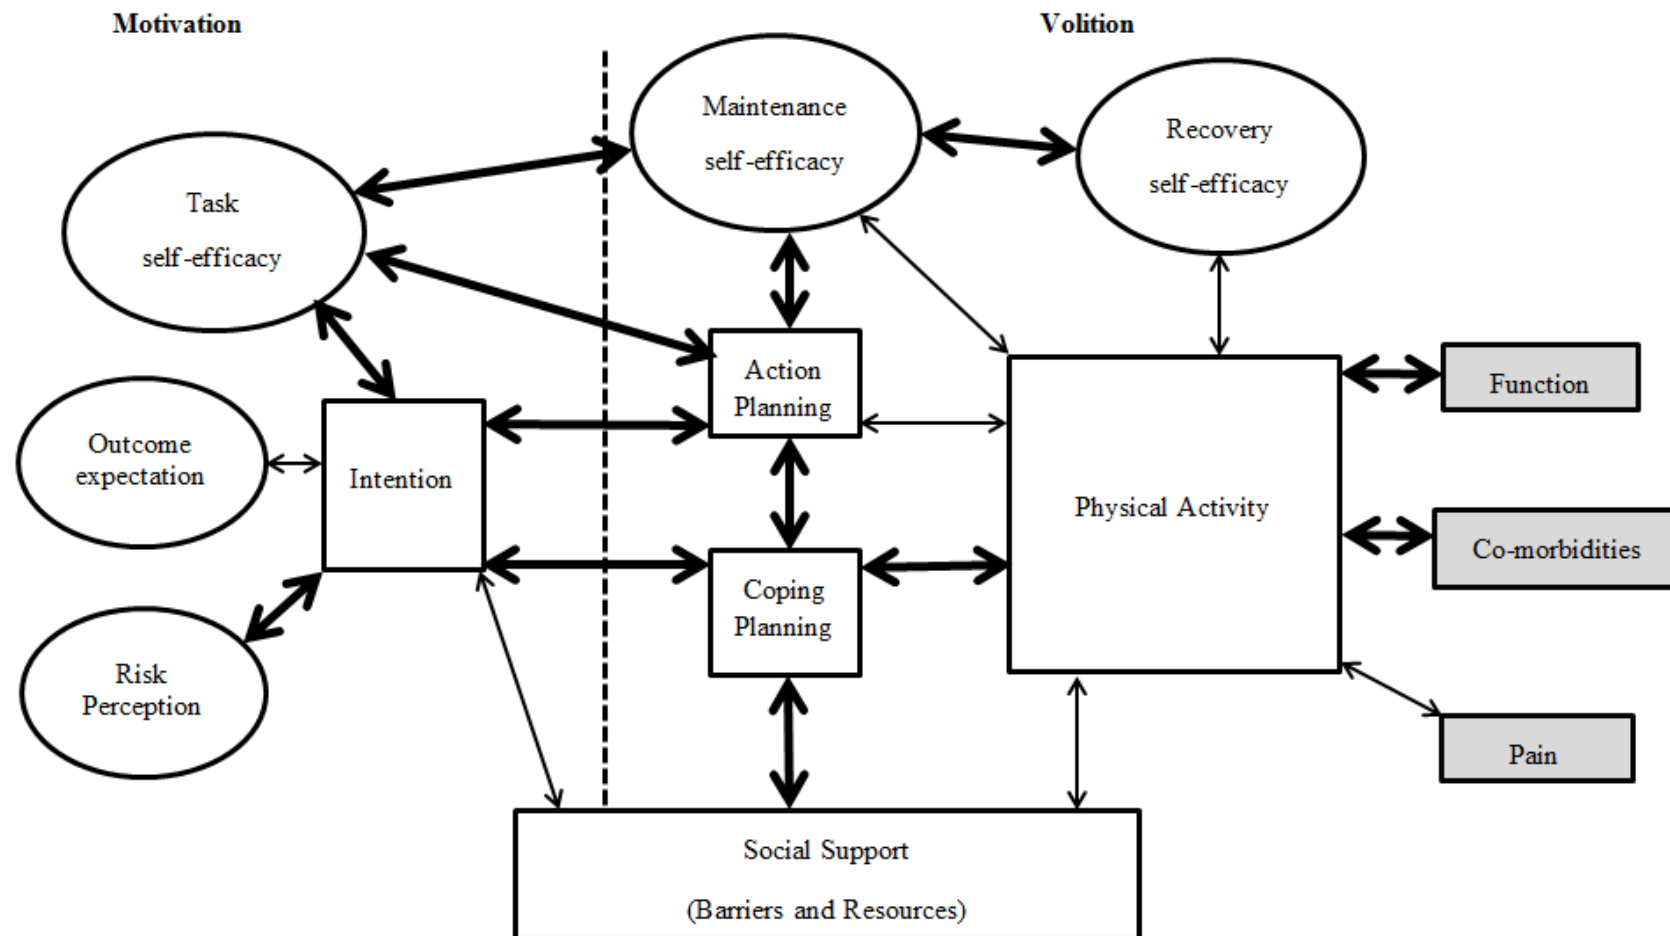 Motivation
Volition
Maintenance
self-efficacy
Recovery
self-efficacy
Task
self-efficacy
Action
Planning
Function
Outcome
expectation
Intention
Physical Activity
Co-morbidities
Coping
Planning
Risk
Perception
Pain
Social Support
(Barriers and Resources)